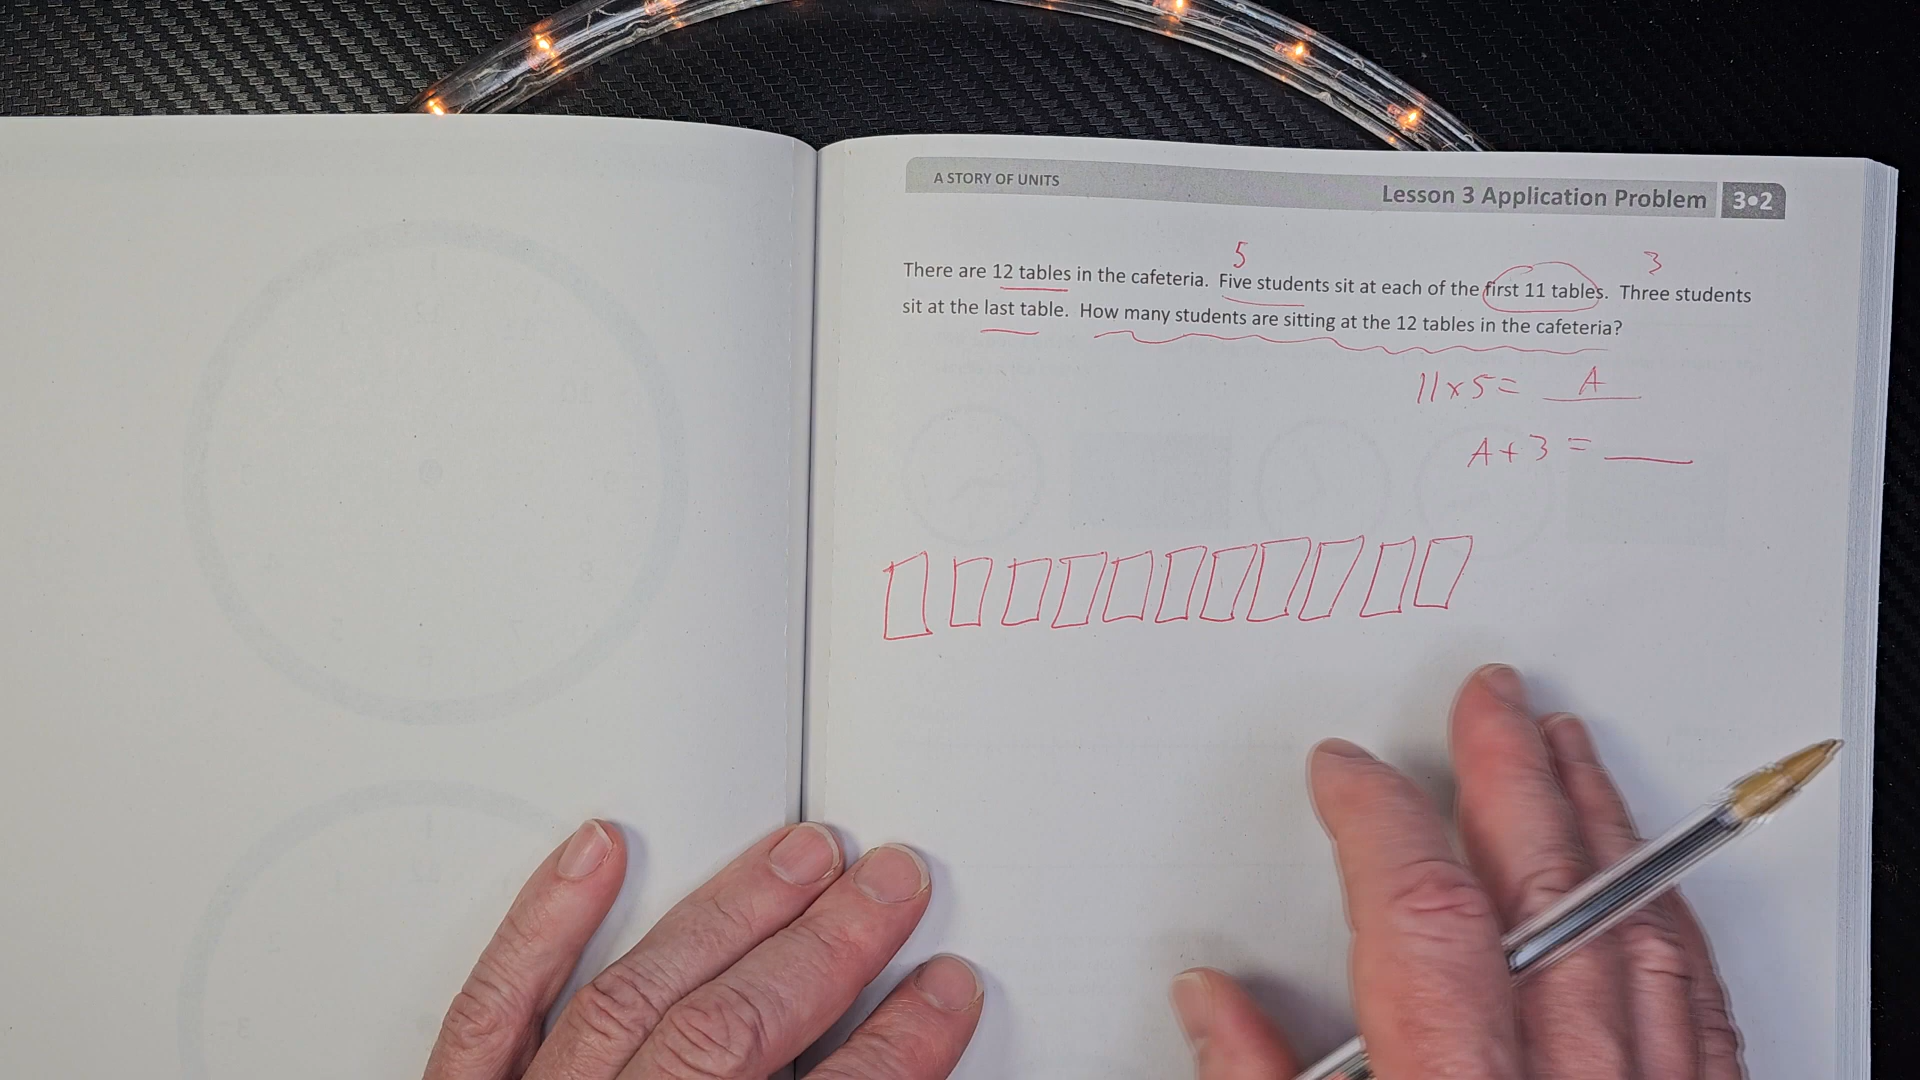 A STORY OF UNITS
Lesson 3 Application Problem 3•2
5 3
There are 12 tables in the cafeteria. Five students sit at each of the first 11 tables. Three students
sit at the last table. How many students are sitting at the 12 tables in the cafeteria?
11 x 5 = A
A + 3 = ___